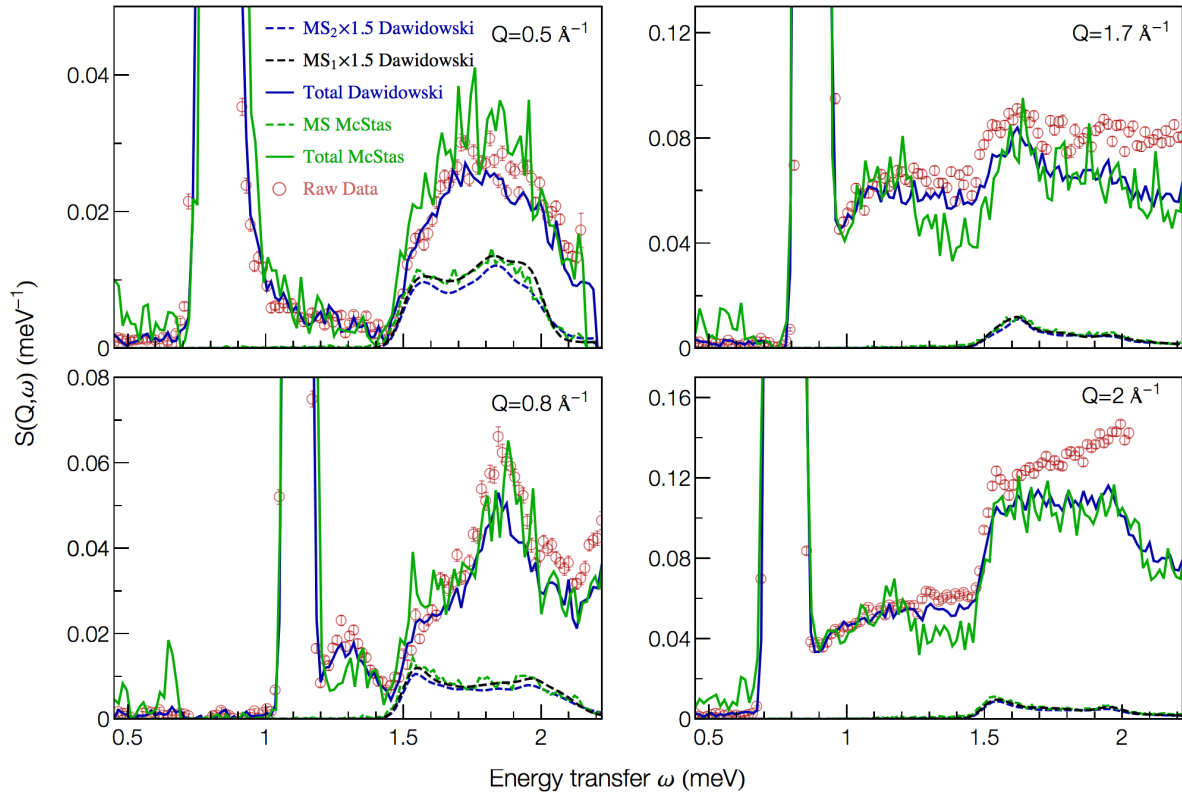 MS₂×1.5 Dawidowski
MS₁×1.5 Dawidowski
Total Dawidowski
MS McStas
Total McStas
Raw Data
Q=0.5 Å⁻¹
0.04
0.02
0
Q=1.7 Å⁻¹
0.12
0.08
0.04
0
S(Q,ω) (meV⁻¹)
Q=0.8 Å⁻¹
0.08
0.06
0.04
0.02
0
0.5
1
1.5
2
Q=2 Å⁻¹
0.16
0.12
0.08
0.04
0
0.5
1
1.5
2
Energy transfer ω (meV)